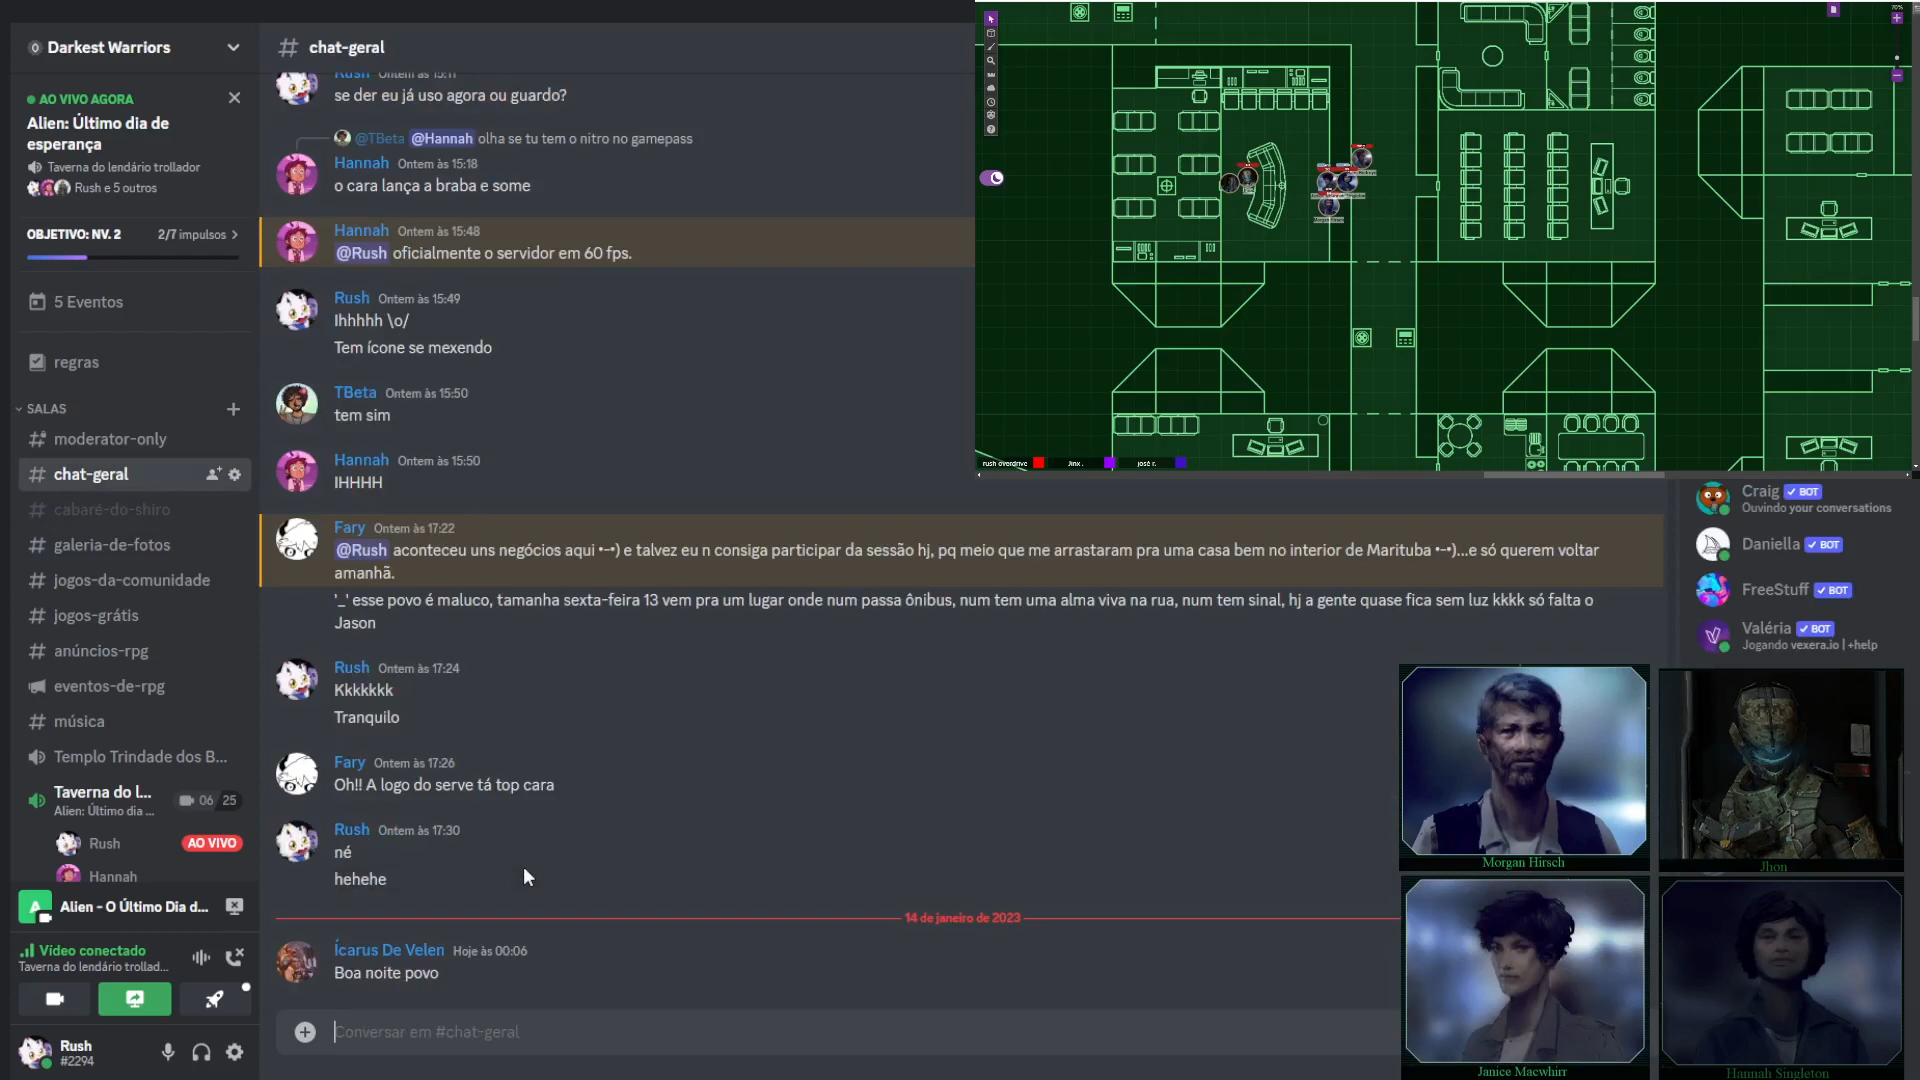 Darkest Warriors
AO VIVO AGORA
Alien: Último dia de
esperança
Taverna do lendário trollador
Rush e 5 outros
OBJETIVO: NV. 2
2/7 impulsos
5 Eventos
regras
SALAS
moderator-only
chat-geral
cabaré-do-shiro
galeria-de-fotos
jogos-da-comunidade
jogos-grátis
anúncios-rpg
eventos-de-rpg
música
Templo Trindade dos B...
Taverna do l...
06 25
Alien: Último dia ...
Rush
AO VIVO
Hannah
Alien - O Último Dia d...
Vídeo conectado
Taverna do lendário trollad...
Rush
#2294
chat-geral
Rush Ontem às 15:11
se der eu já uso agora ou guardo?
@TBeta @Hannah olha se tu tem o nitro no gamepass
Hannah Ontem às 15:18
o cara lança a braba e some
Hannah Ontem às 15:48
@Rush oficialmente o servidor em 60 fps.
Rush Ontem às 15:49
Ihhhhh \o/
Tem ícone se mexendo
TBeta Ontem às 15:50
tem sim
Hannah Ontem às 15:50
IHHHH
Fary Ontem às 17:22
@Rush aconteceu uns negócios aqui •-•) e talvez eu n consiga participar da sessão hj, pq meio que me arrastaram pra uma casa bem no interior de Marituba •-•)...e só querem voltar
amanhã.
'_' esse povo é maluco, tamanha sexta-feira 13 vem pra um lugar onde num passa ônibus, num tem uma alma viva na rua, num tem sinal, hj a gente quase fica sem luz kkkk só falta o
Jason
Rush Ontem às 17:24
Kkkkkkk
Tranquilo
Fary Ontem às 17:26
Oh!! A logo do serve tá top cara
Rush Ontem às 17:30
né
hehehe
14 de janeiro de 2023
Ícarus De Velen Hoje às 00:06
Boa noite povo
Conversar em #chat-geral
70%
rush overdrive
Jinx .
josé r.
Craig BOT
Ouvindo your conversations
Daniella BOT
FreeStuff BOT
Valéria BOT
Jogando vexera.io | +help
Morgan Hirsch
Jhon
Janice Macwhirr
Hannah Singleton